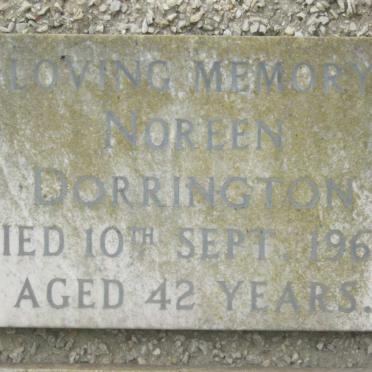 LOVING MEMORY
NOREEN
DORRINGTON
IED 10TH SEPT. 196
AGED 42 YEARS.